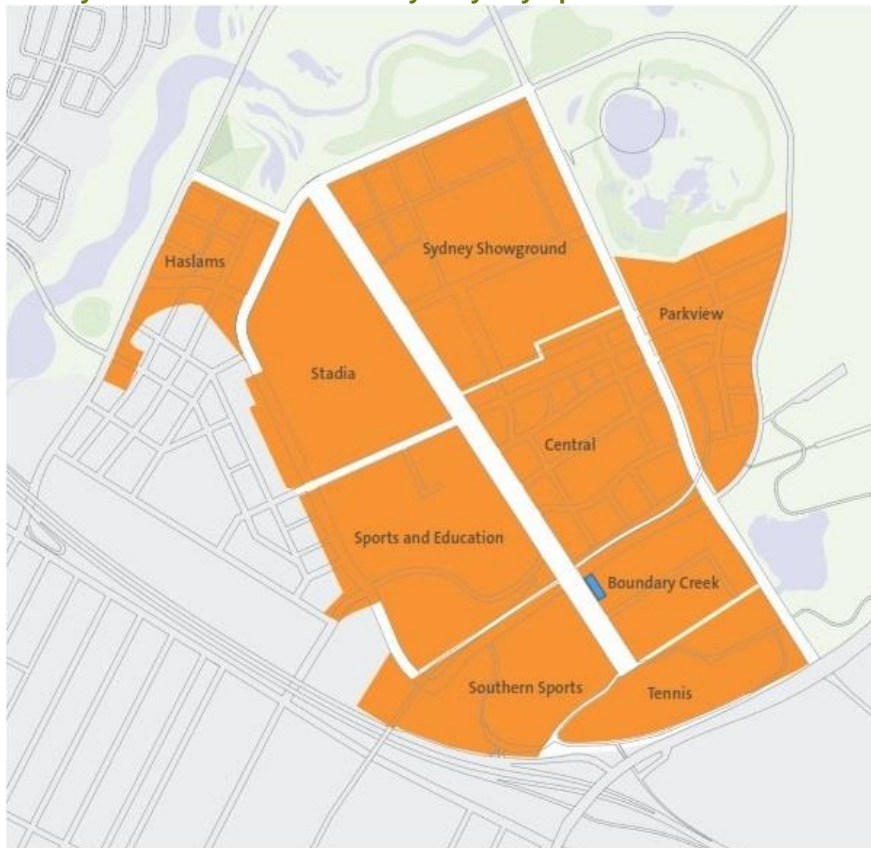 Sydney Showground
Haslams
Parkview
Stadia
Central
Sports and Education
Boundary Creek
Southern Sports
Tennis